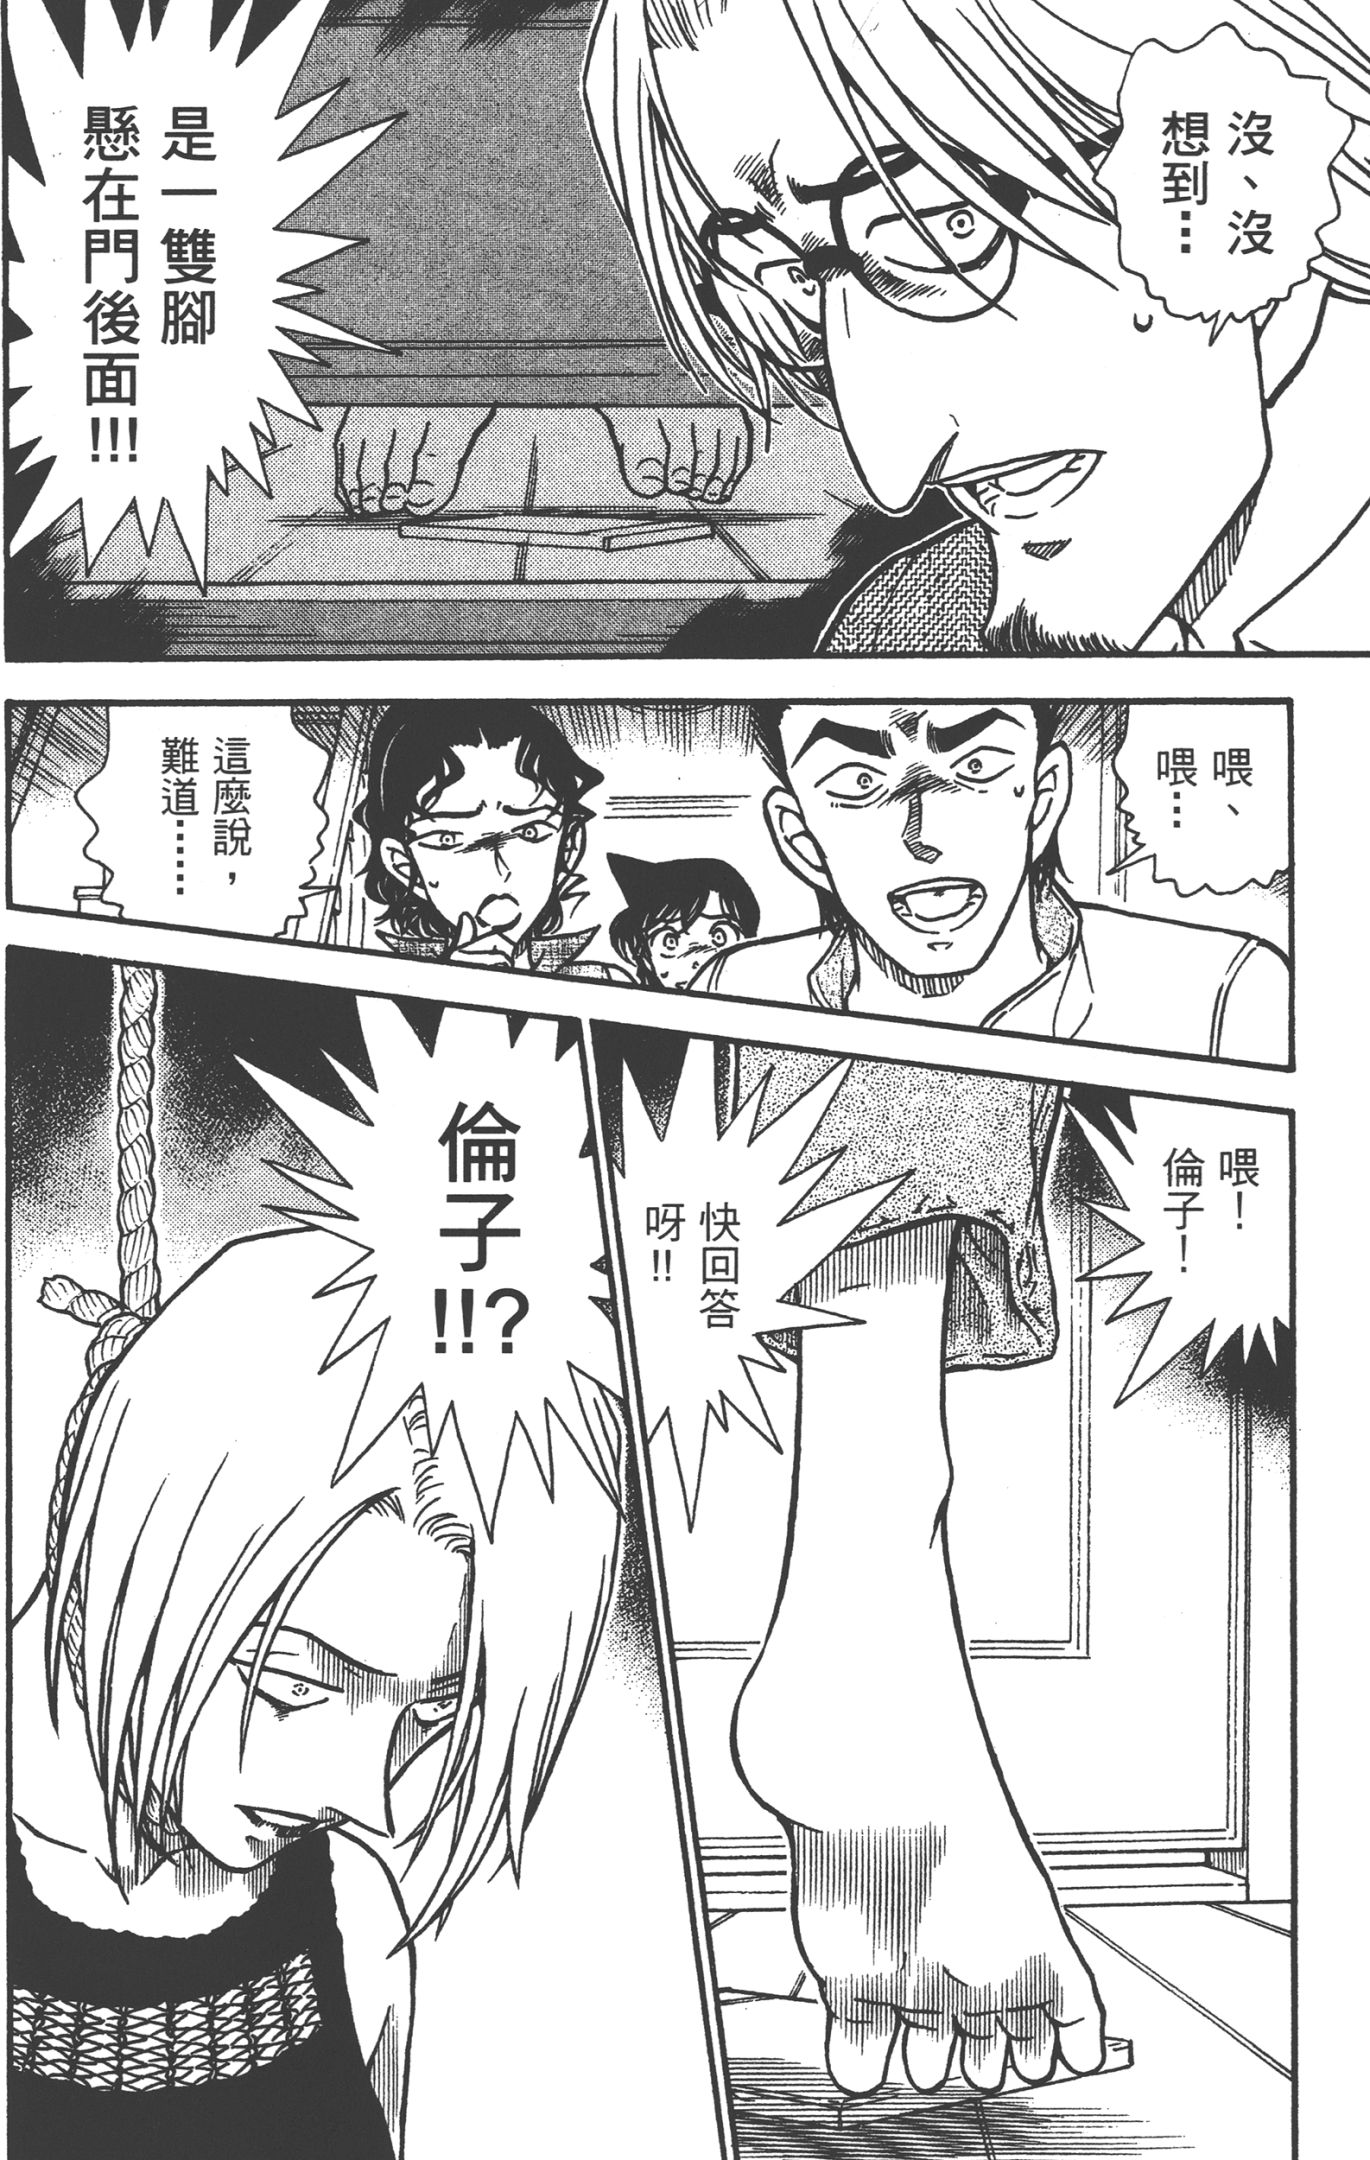 沒、沒
想到…
是一雙腳
懸在門後面!!!
喂、
喂…
這麼說，
難道……
喂！
倫子！
快回答
呀!!
倫子!!?